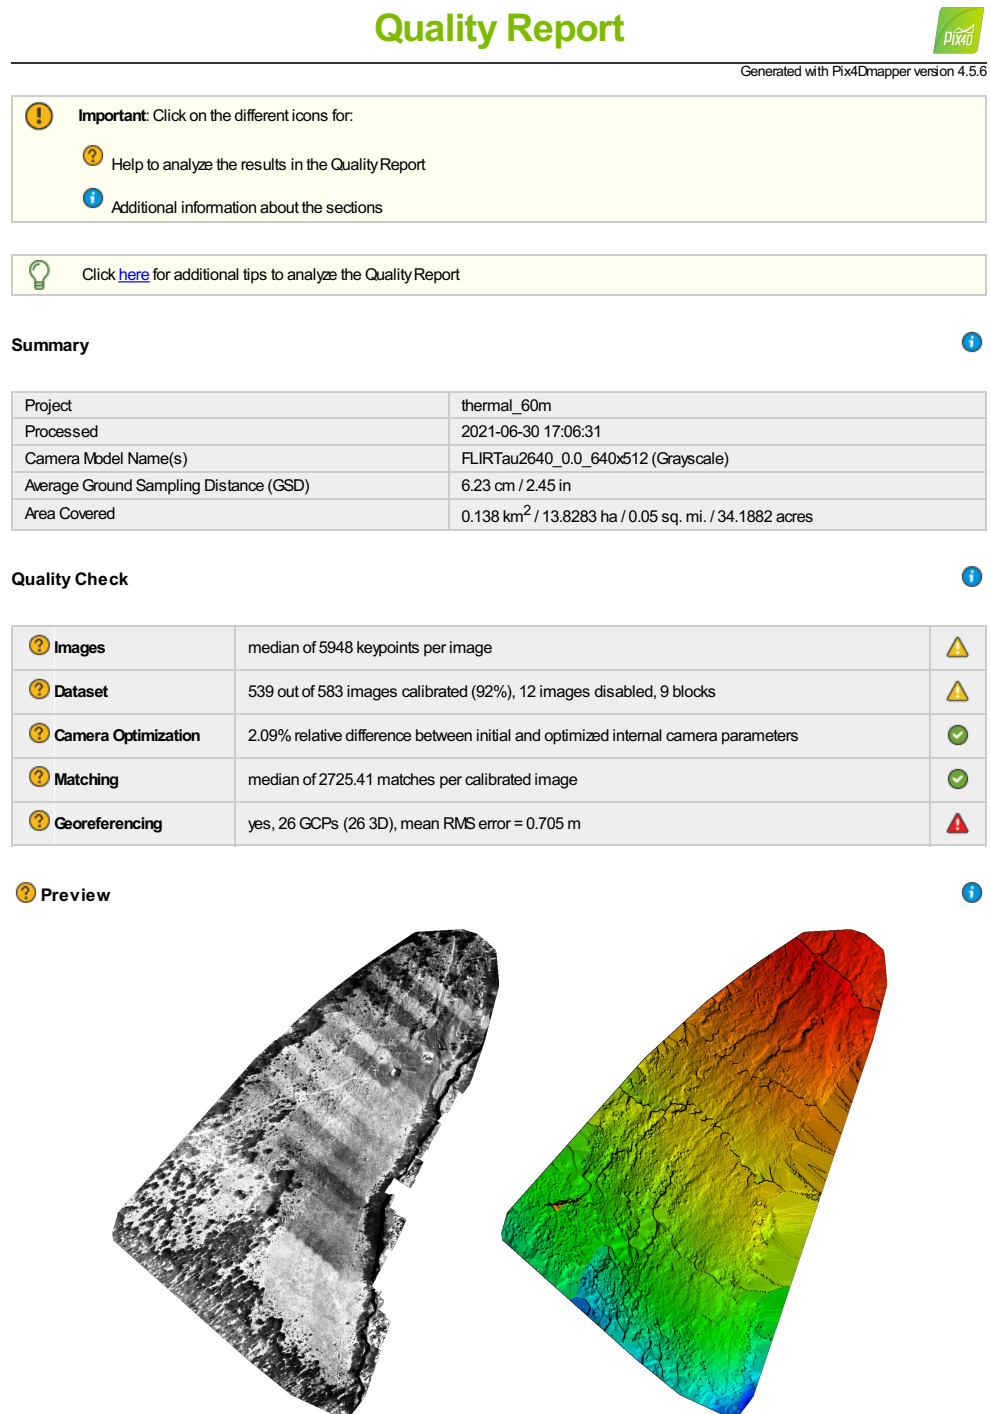 Quality Report
PIX4D
Generated with Pix4Dmapper version 4.5.6
Important: Click on the different icons for:
Help to analyze the results in the Quality Report
Additional information about the sections
Click here for additional tips to analyze the Quality Report
Summary
Project thermal_60m
Processed 2021-06-30 17:06:31
Camera Model Name(s) FLIRTau2640_0.0_640x512 (Grayscale)
Average Ground Sampling Distance (GSD) 6.23 cm / 2.45 in
Area Covered 0.138 km2 / 13.8283 ha / 0.05 sq. mi. / 34.1882 acres
Quality Check
Images median of 5948 keypoints per image
Dataset 539 out of 583 images calibrated (92%), 12 images disabled, 9 blocks
Camera Optimization 2.09% relative difference between initial and optimized internal camera parameters
Matching median of 2725.41 matches per calibrated image
Georeferencing yes, 26 GCPs (26 3D), mean RMS error = 0.705 m
Preview